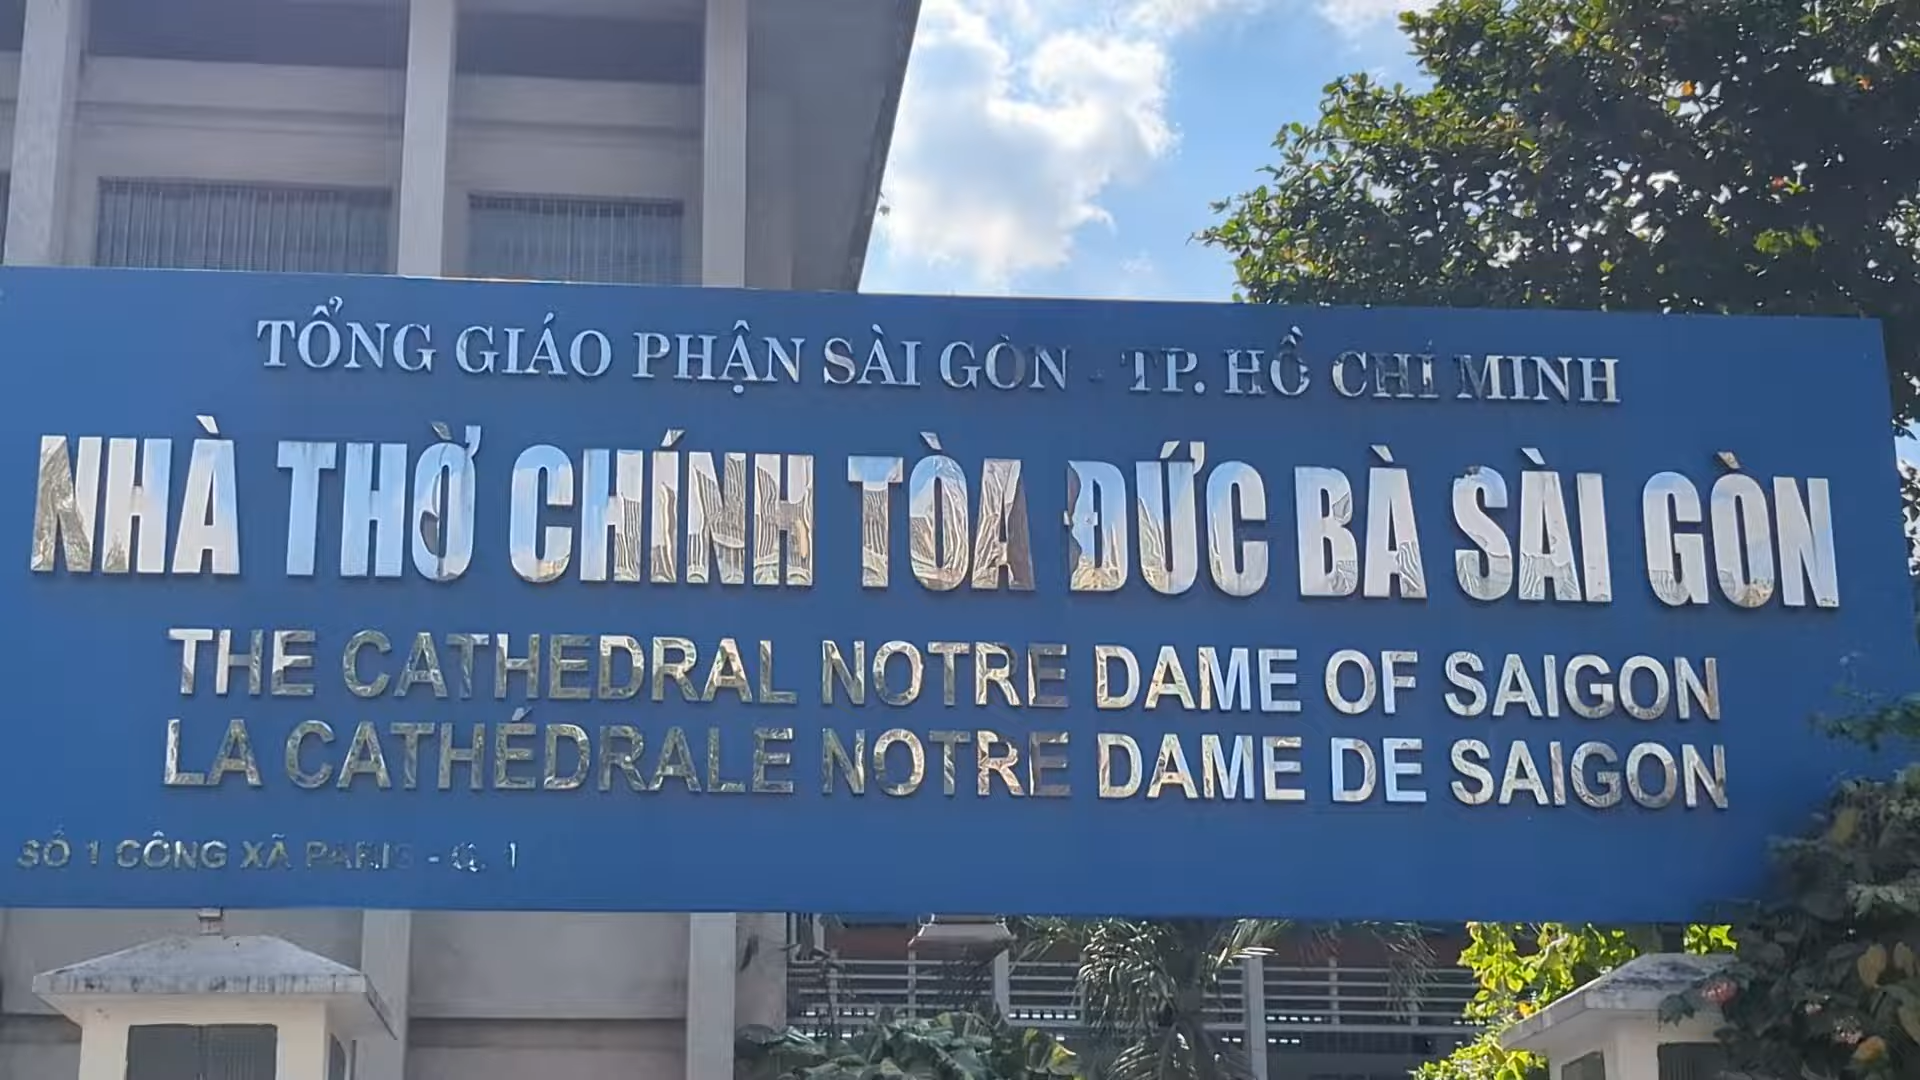 TỔNG GIÁO PHẬN SÀI GÒN - TP. HỒ CHÍ MINH
NHÀ THỜ CHÍNH TÒA ĐỨC BÀ SÀI GÒN
THE CATHEDRAL NOTRE DAME OF SAIGON
LA CATHÉDRALE NOTRE DAME DE SAIGON
SỐ 1 CÔNG XÃ PARIS - Q. 1